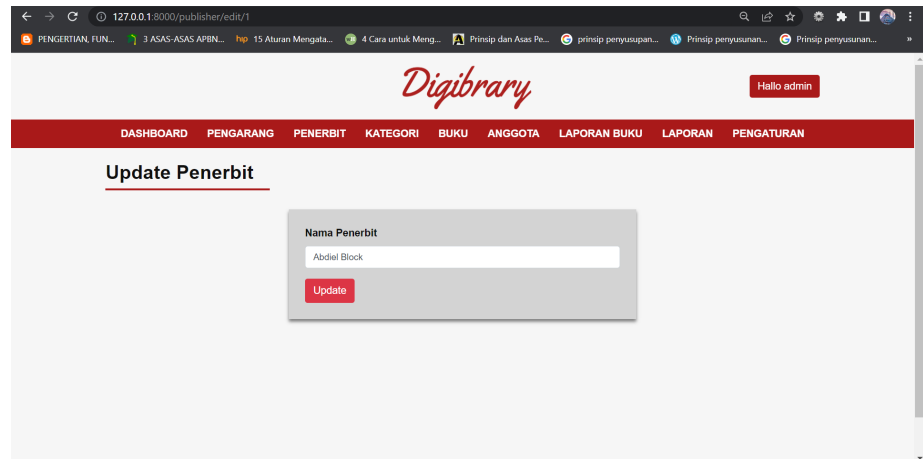 127.0.0.1:8000/publisher/edit/1
PENGERTIAN, FUN... 3 ASAS-ASAS APBN... hip 15 Aturan Mengata... 4 Cara untuk Meng... Prinsip dan Asas Pe... prinsip penyusupan... Prinsip penyusunan... Prinsip penyusunan... »
Digibrary
Hallo admin
DASHBOARD PENGARANG PENERBIT KATEGORI BUKU ANGGOTA LAPORAN BUKU LAPORAN PENGATURAN
Update Penerbit
Nama Penerbit
Abdiel Block
Update